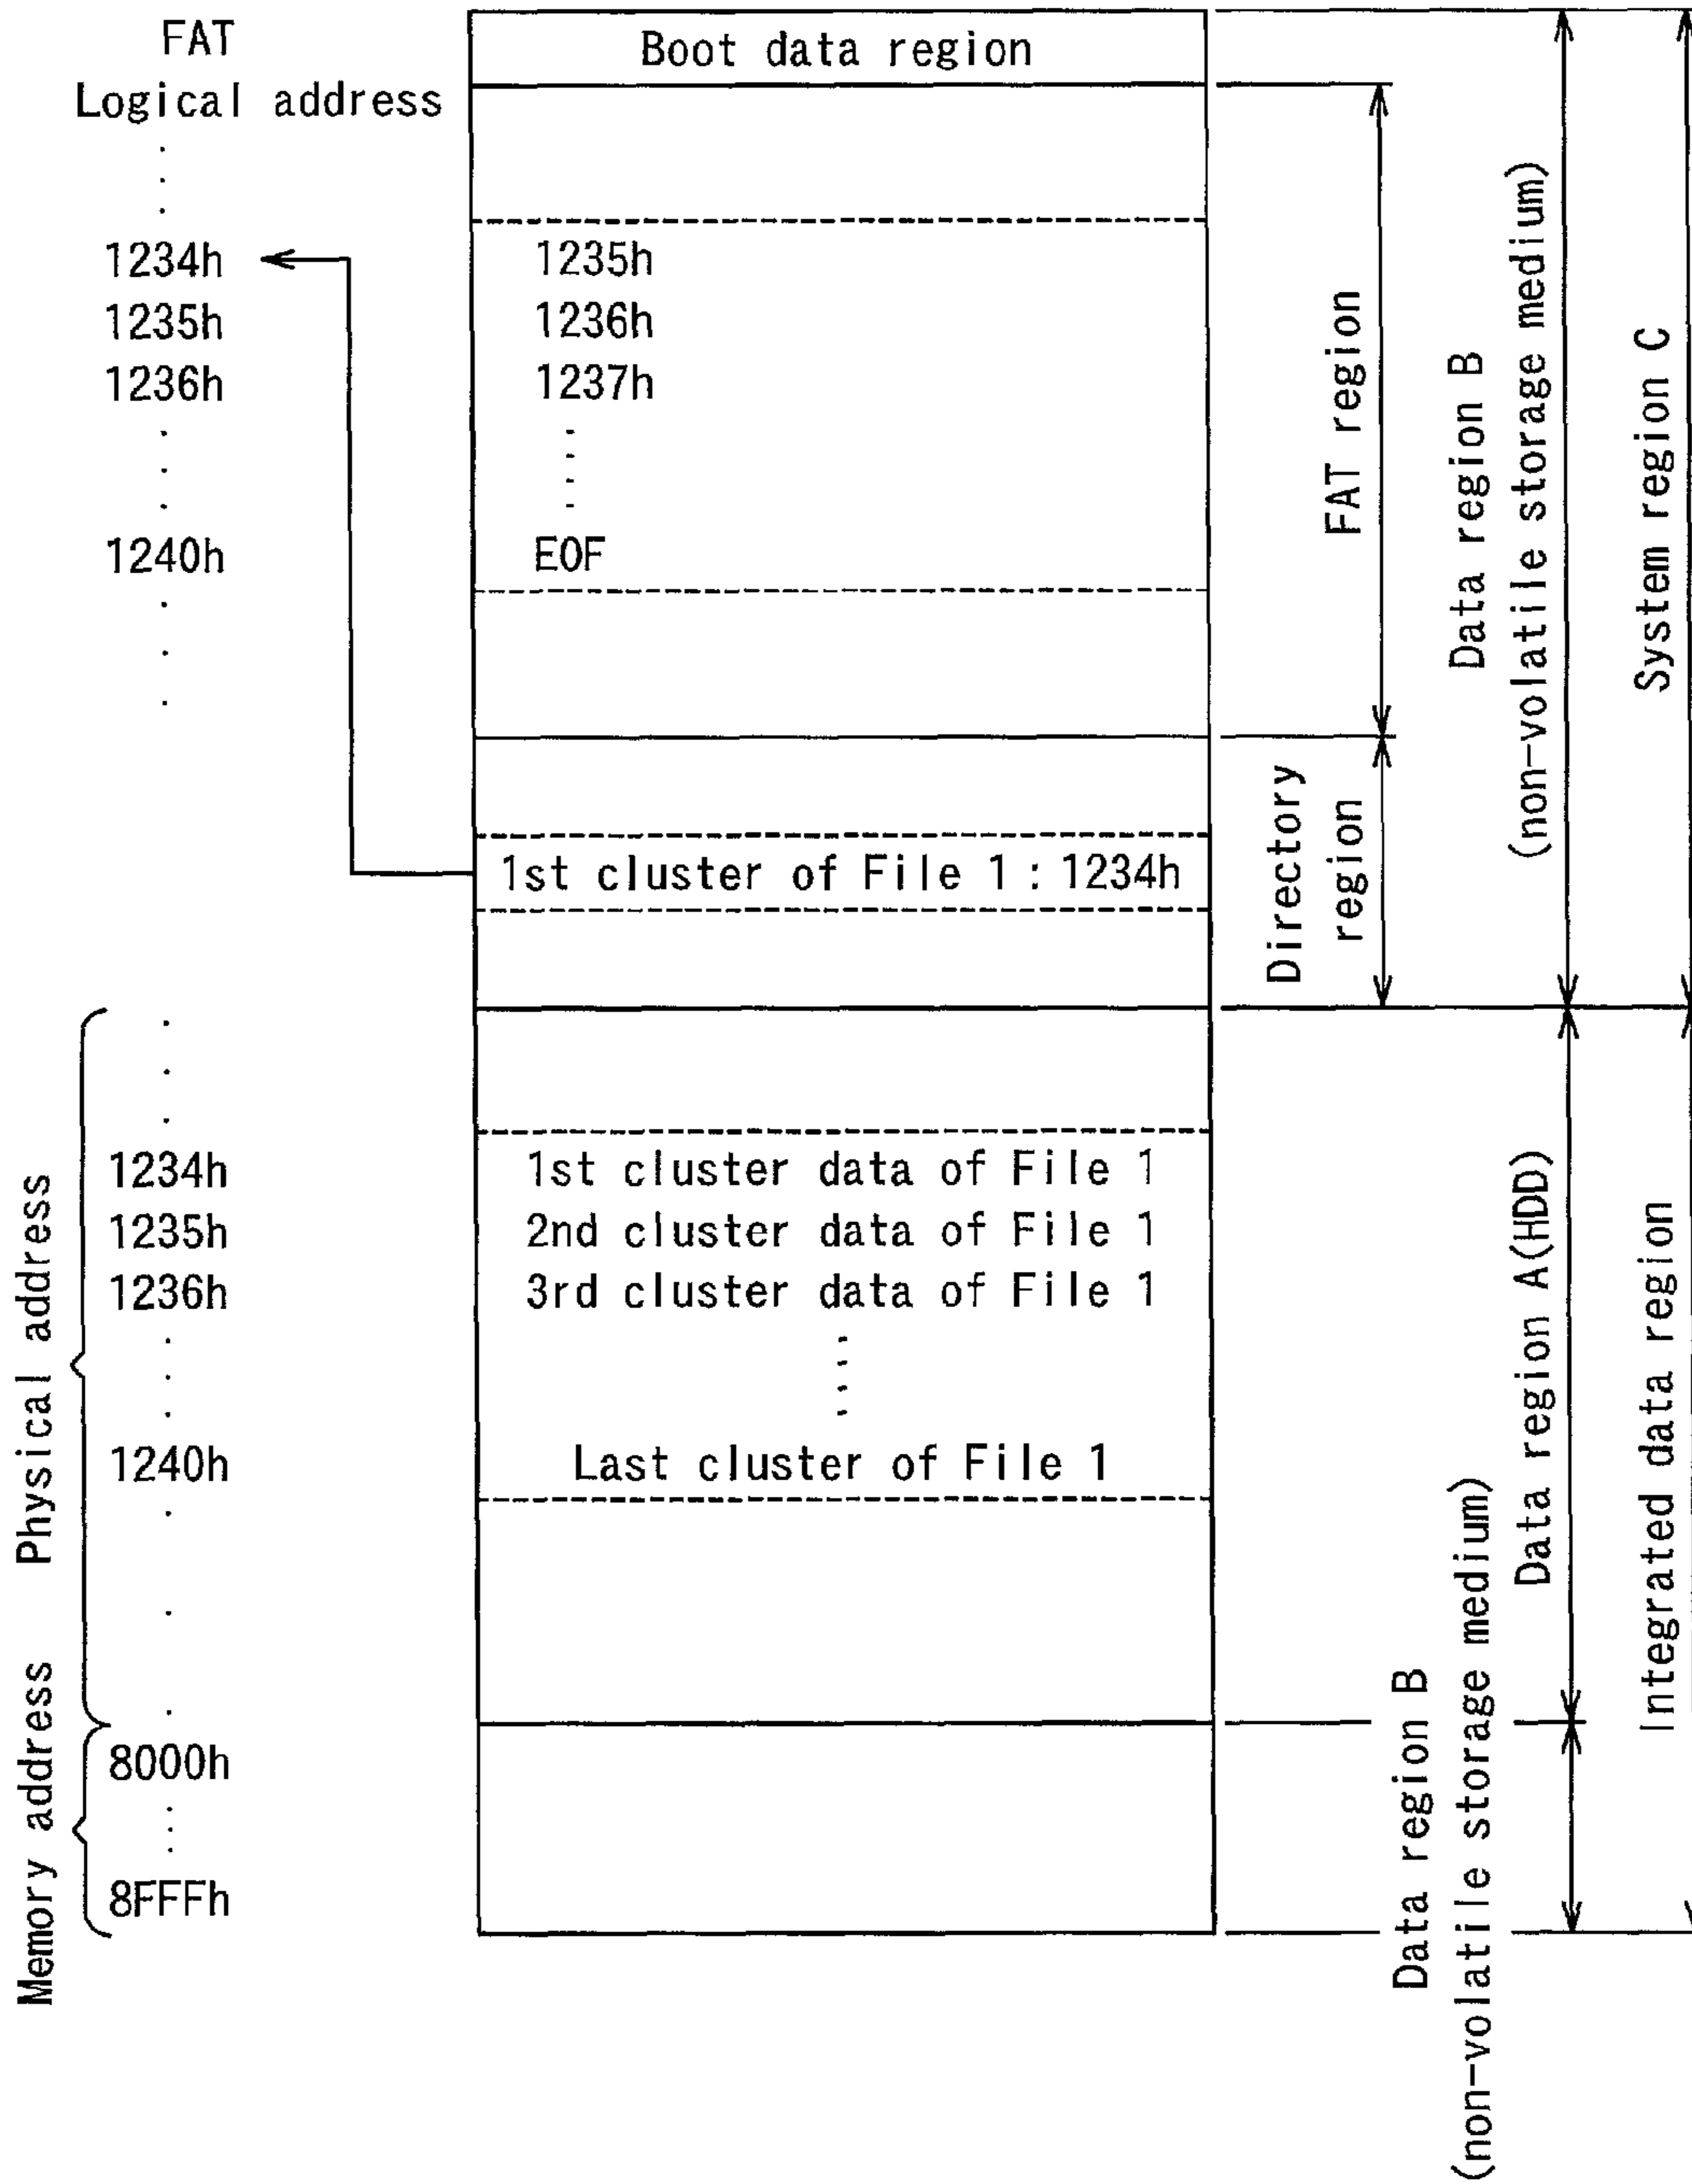 FAT
Logical address
Boot data region
1234h
1235h
1235h
1236h
1236h
1237h
1240h
EOF
1st cluster of File 1 : 1234h
FAT region
Directory
region
Data region B
(non-volatile storage medium)
System region C
Physical address
1234h
1st cluster data of File 1
1235h
2nd cluster data of File 1
1236h
3rd cluster data of File 1
1240h
Last cluster of File 1
Data region A(HDD)
Integrated data region
Memory address
8000h
8FFFh
Data region B
(non-volatile storage medium)